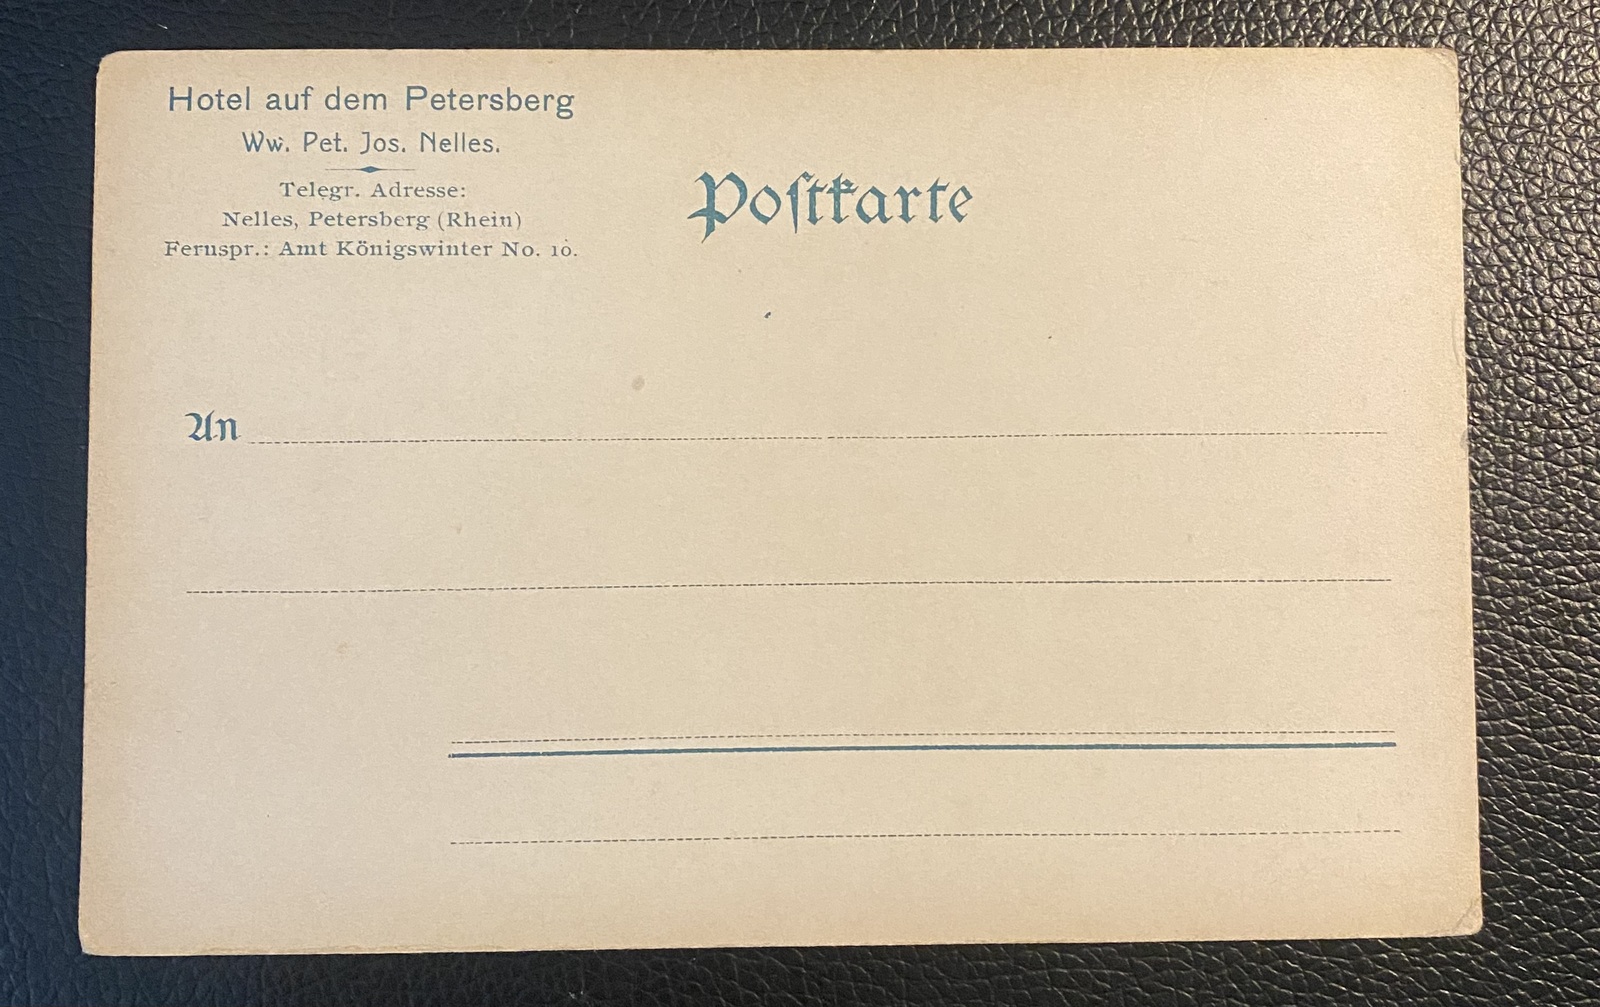 Hotel auf dem Petersberg
Ww. Pet. Jos. Nelles.
Telegr. Adresse:
Nelles, Petersberg (Rhein)
Fernspr.: Amt Königswinter No. 10.
Poſtkarte
An